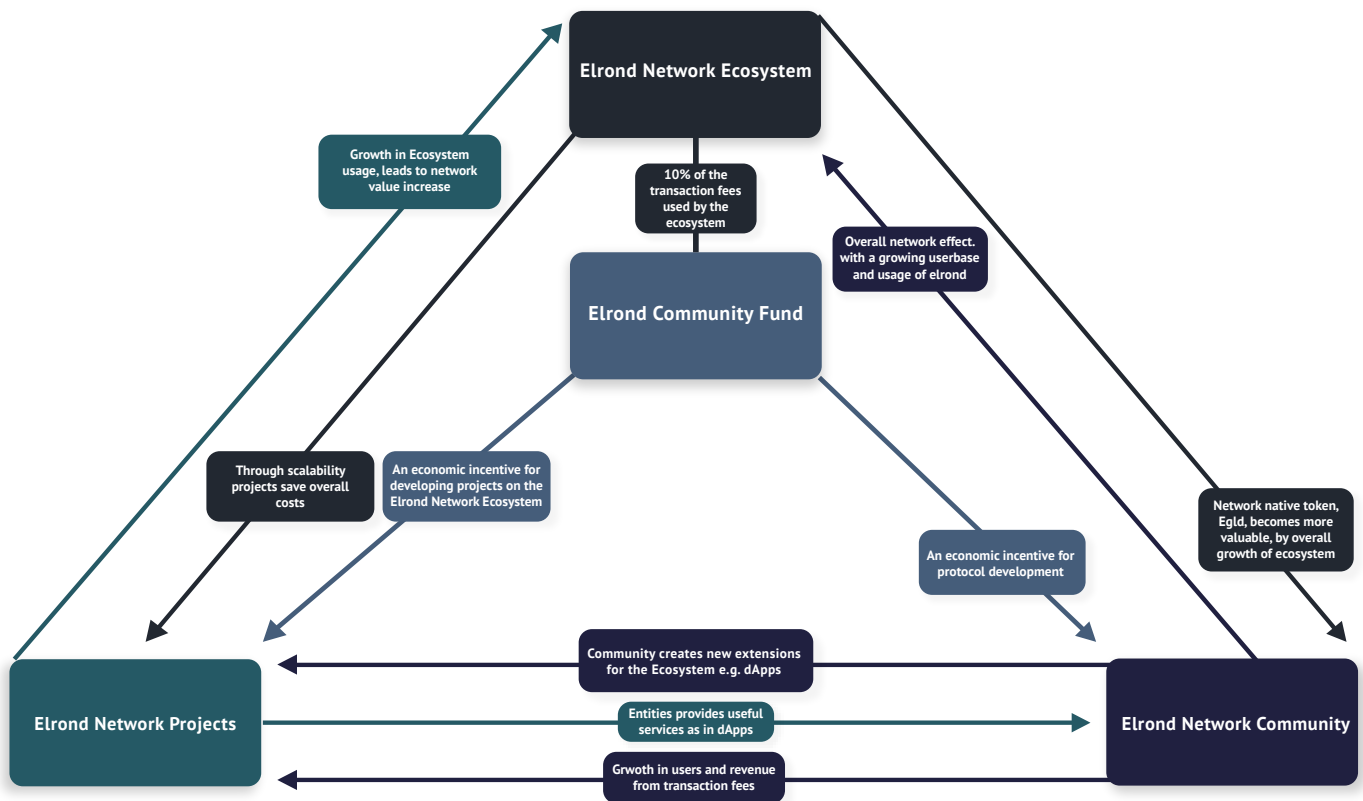 Elrond Network Ecosystem
Growth in Ecosystem
usage, leads to network
value increase
10% of the
transaction fees
used by the
ecosystem
Overall network effect.
with a growing userbase
and usage of elrond
Elrond Community Fund
Through scalability
projects save overall
costs
An economic incentive for
developing projects on the
Elrond Network Ecosystem
Network native token,
Egld, becomes more
valuable, by overall
growth of ecosystem
An economic incentive for
protocol development
Community creates new extensions
for the Ecosystem e.g. dApps
Elrond Network Projects
Entities provides useful
services as in dApps
Elrond Network Community
Grwoth in users and revenue
from transaction fees